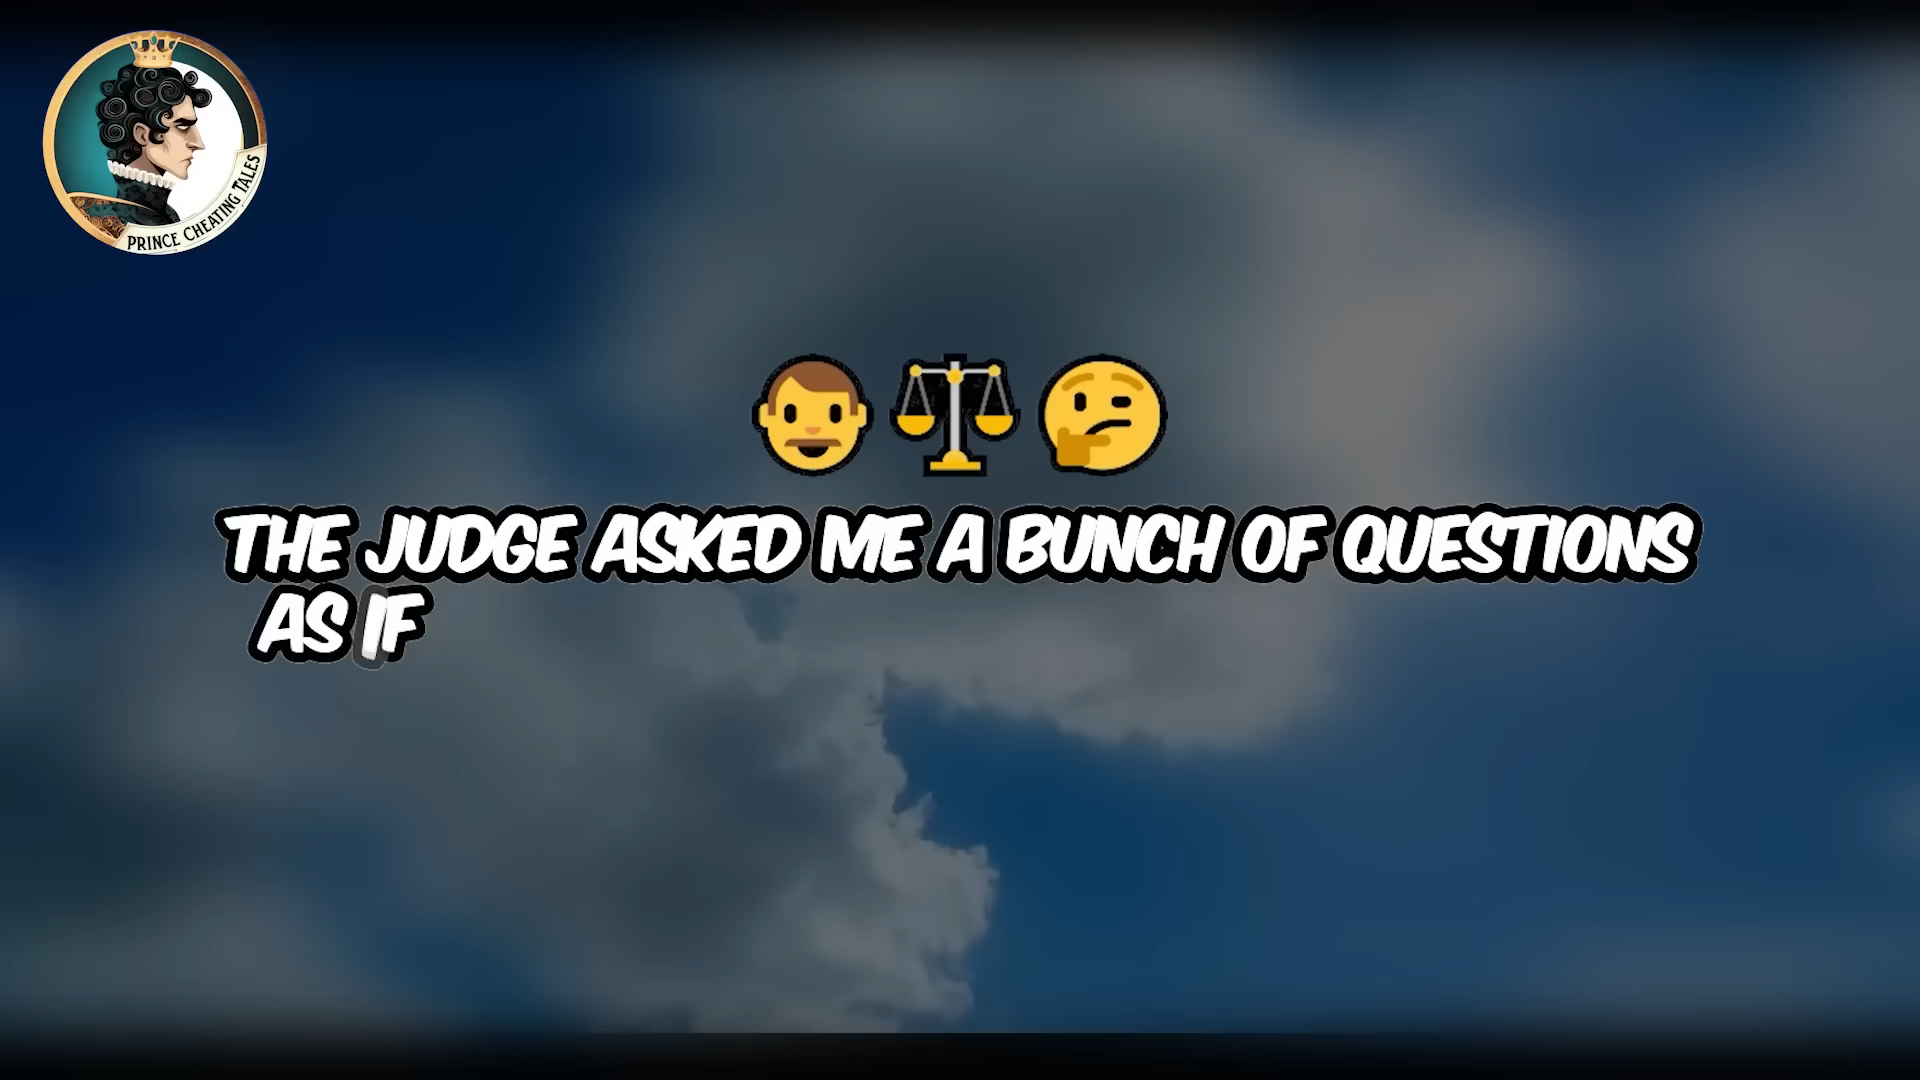 PRINCE CHEATING TALES
THE JUDGE ASKED ME A BUNCH OF QUESTIONS
AS IF